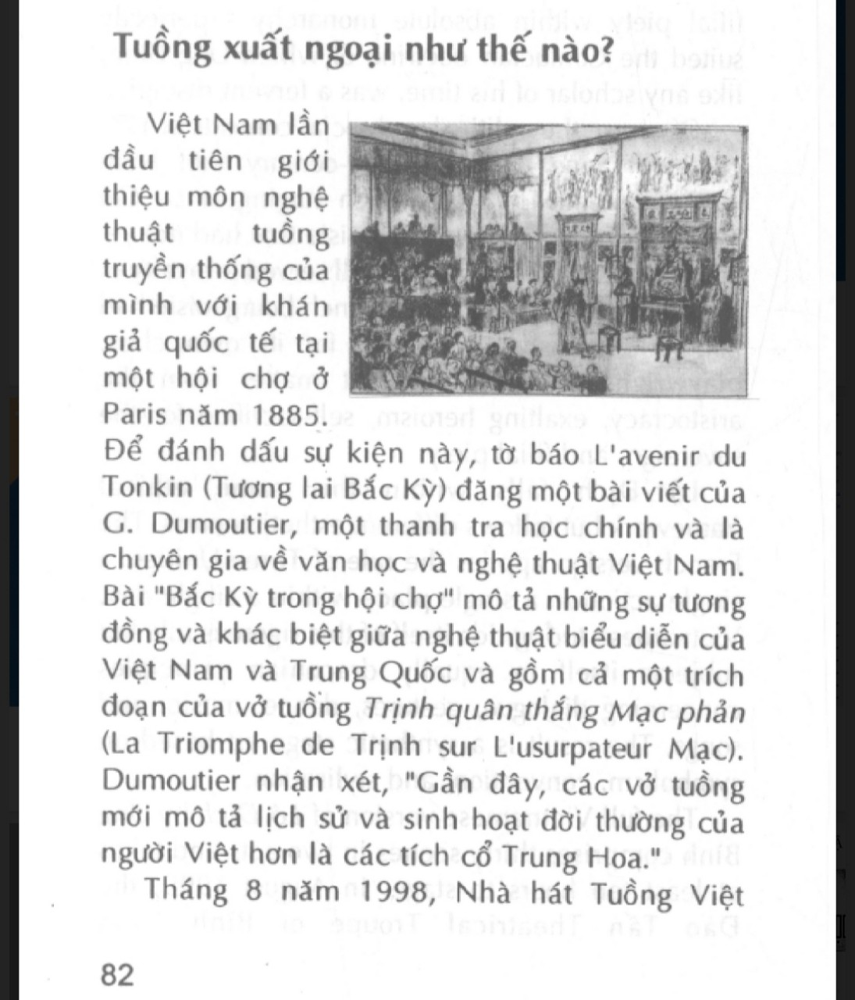 Tuồng xuất ngoại như thế nào?
Việt Nam lần
đầu tiên giới
thiệu môn nghệ
thuật tuồng
truyền thống của
mình với khán
giả quốc tế tại
một hội chợ ở
Paris năm 1885.
Để đánh dấu sự kiện này, tờ báo L'avenir du
Tonkin (Tương lai Bắc Kỳ) đăng một bài viết của
G. Dumoutier, một thanh tra học chính và là
chuyên gia về văn học và nghệ thuật Việt Nam.
Bài "Bắc Kỳ trong hội chợ" mô tả những sự tương
đồng và khác biệt giữa nghệ thuật biểu diễn của
Việt Nam và Trung Quốc và gồm cả một trích
đoạn của vở tuồng Trịnh quân thắng Mạc phản
(La Triomphe de Trịnh sur L'usurpateur Mạc).
Dumoutier nhận xét, "Gần đây, các vở tuồng
mới mô tả lịch sử và sinh hoạt đời thường của
người Việt hơn là các tích cổ Trung Hoa."
Tháng 8 năm 1998, Nhà hát Tuồng Việt
82